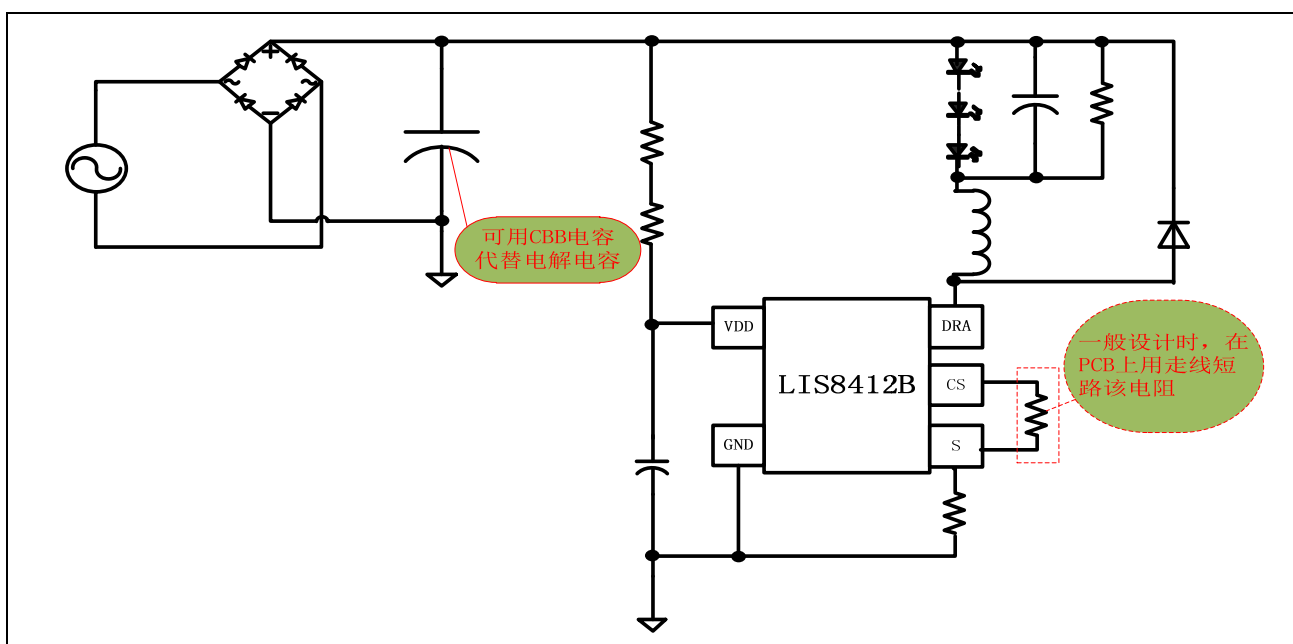 可用CBB电容
代替电解电容
VDD
DRA
LIS8412B
CS
GND
S
一般设计时，在
PCB上用走线短
路该电阻